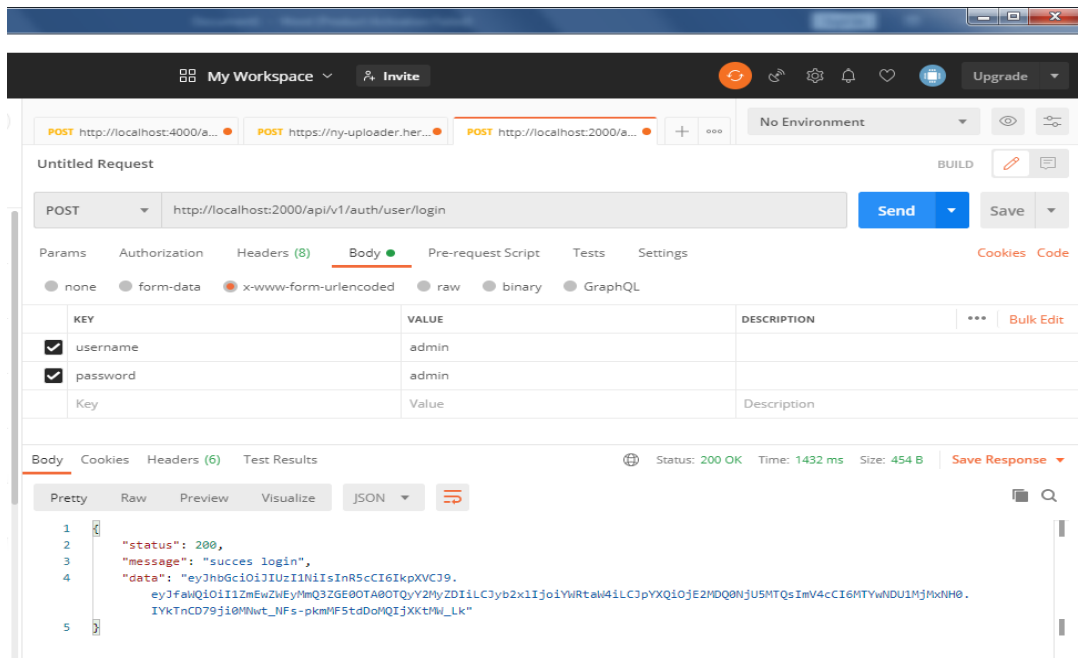 My Workspace Invite Upgrade
POST http://localhost:4000/a... POST https://ny-uploader.her... POST http://localhost:2000/a... No Environment
Untitled Request BUILD
POST http://localhost:2000/api/v1/auth/user/login Send Save
Params Authorization Headers (8) Body Pre-request Script Tests Settings Cookies Code
none form-data x-www-form-urlencoded raw binary GraphQL
KEY VALUE DESCRIPTION Bulk Edit
username admin
password admin
Key Value Description
Body Cookies Headers (6) Test Results Status: 200 OK Time: 1432 ms Size: 454 B Save Response
Pretty Raw Preview Visualize JSON
1 {
2 "status": 200,
3 "message": "succes login",
4 "data": "eyJhbGciOiJIUzI1NiIsInR5cCI6IkpXVCJ9.
eyJfaWQiOiI1ZmEwZWEyMmQ3ZGE0OTA0OTQyY2MyZDIiLCJyb2xlIjoiYWRtaW4iLCJpYXQiOjE2MDQ0NjU5MTQsImV4cCI6MTYwNDU1MjMxNH0.
IYkTnCD79ji0MNwt_NFs-pkmMF5tdDoMQIjXKtMW_Lk"
5 }